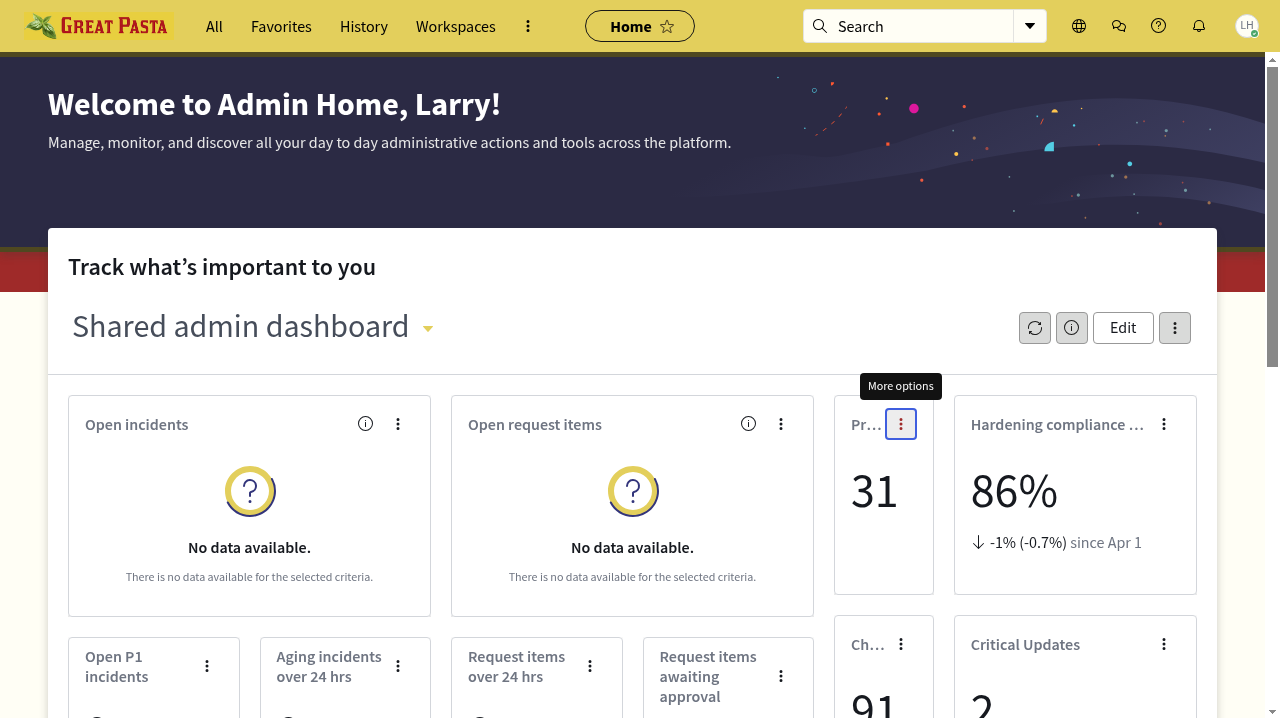 GREAT PASTA
All
Favorites
History
Workspaces
Home
Search
LH
Welcome to Admin Home, Larry!
Manage, monitor, and discover all your day to day administrative actions and tools across the platform.
Track what's important to you
Shared admin dashboard
Edit
More options
Open incidents
?
No data available.
There is no data available for the selected criteria.
Open request items
?
No data available.
There is no data available for the selected criteria.
Pr...
31
Hardening compliance ...
86%
-1% (-0.7%) since Apr 1
Open P1
incidents
Aging incidents
over 24 hrs
Request items
over 24 hrs
Request items
awaiting
approval
Ch...
91
Critical Updates
2